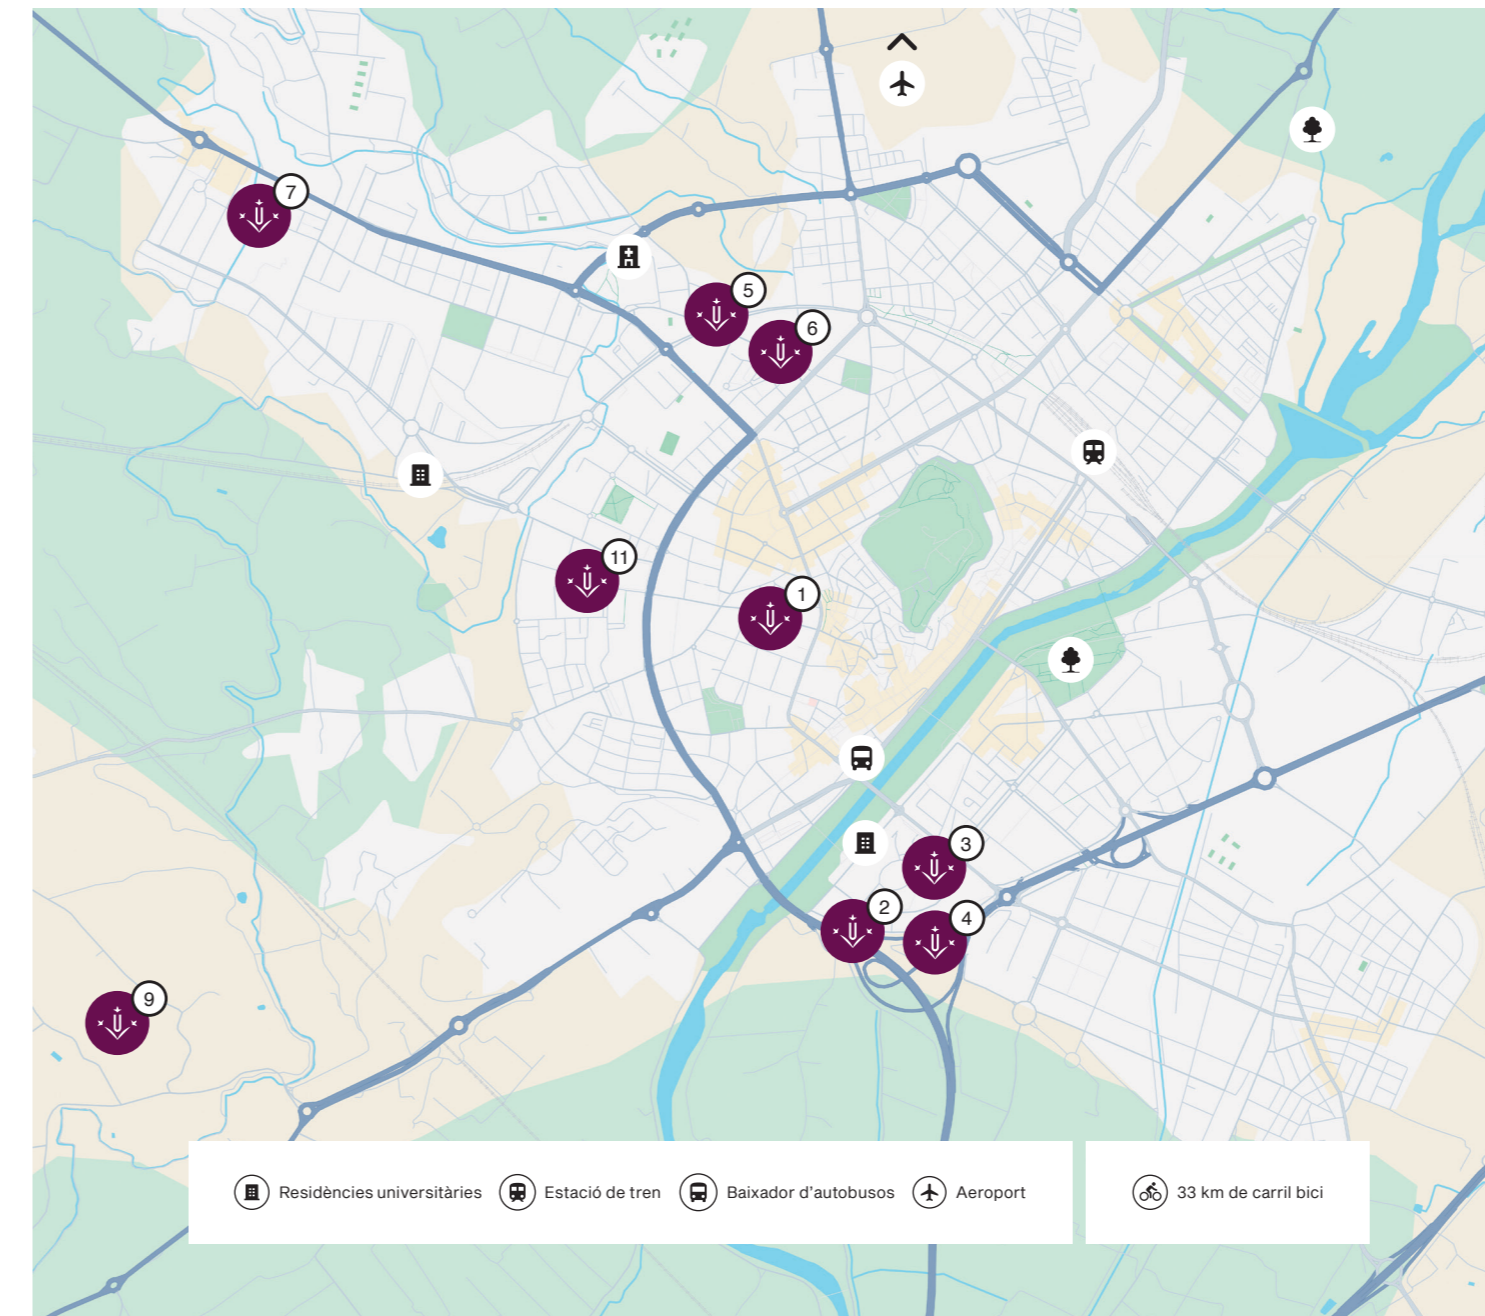 7
5
6
11
1
3
2
4
9
Residències universitàries
Estació de tren
Baixador d'autobusos
Aeroport
33 km de carril bici